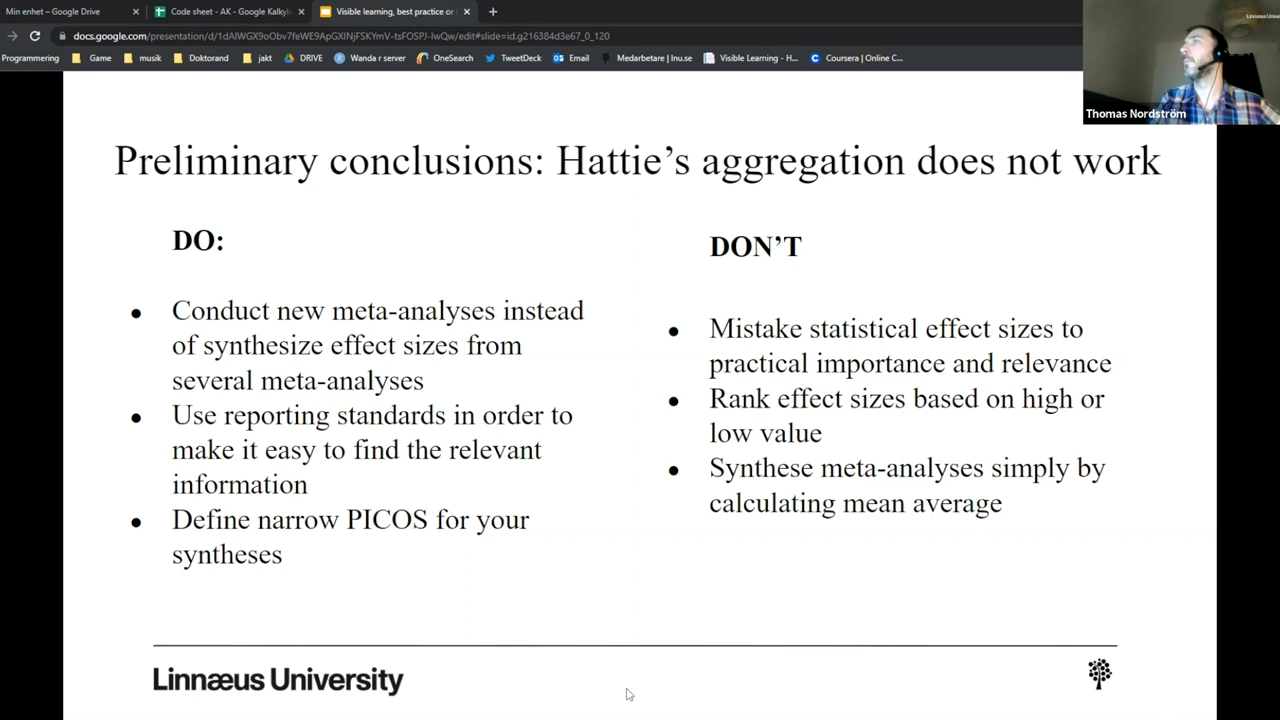 Min enhet – Google Drive
Code sheet - AK - Google Kalkyl
Visible learning, best practice or
docs.google.com/presentation/d/1dAIWGX9oObv7feWE9ApGXINjFSKYmV-tsFOSPJ-IwQw/edit#slide=id.g216384d3e67_0_120
Programmering
Game
musik
Doktorand
jakt
DRIVE
Wanda r server
OneSearch
TweetDeck
Email
Medarbetare | lnu.se
Visible Learning - H...
Coursera | Online C...
Linnaeus Univer
Thomas Nordström
Preliminary conclusions: Hattie’s aggregation does not work
DO:
• Conduct new meta-analyses instead
of synthesize effect sizes from
several meta-analyses
• Use reporting standards in order to
make it easy to find the relevant
information
• Define narrow PICOS for your
syntheses
DON’T
• Mistake statistical effect sizes to
practical importance and relevance
• Rank effect sizes based on high or
low value
• Synthese meta-analyses simply by
calculating mean average
Linnæus University